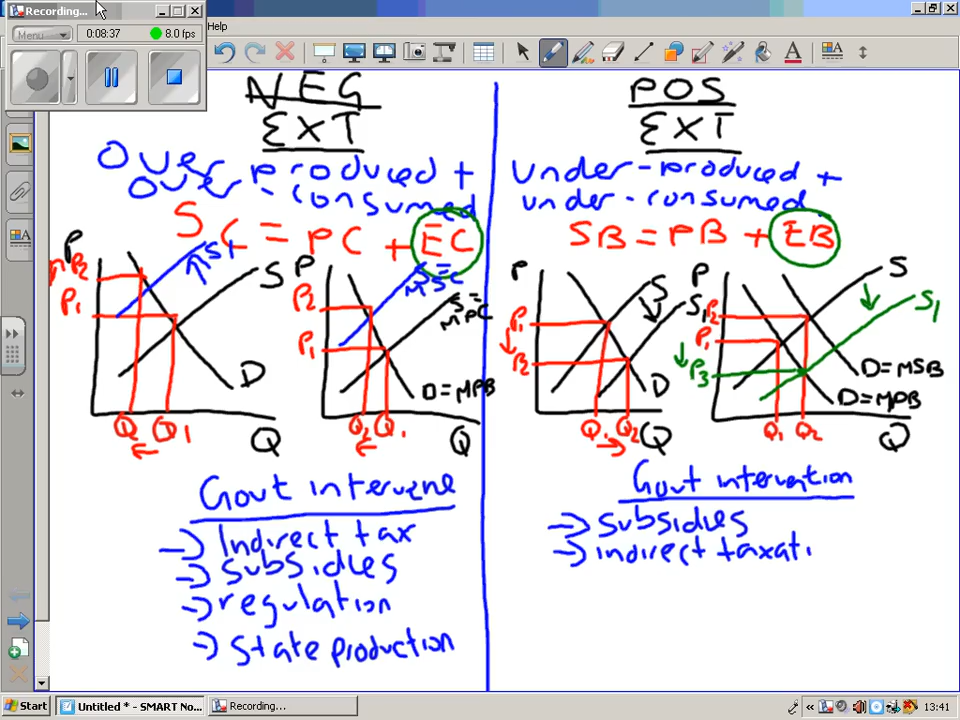 Recording...
Menu
0:08:37
8.0 fps
Help
NEG
EXT
Over produced +
over-consumed
SC = PC + EC
P
P2
P1
S1
S
D
Q2
Q1
Q
P
P2
P1
S=
MSC
S=
MPC
D=MPB
Q2
Q1
Q
Govt intervene
→ Indirect tax
→ subsidies
→ regulation
→ State production
POS
EXT
under-produced +
under-consumed.
SB = PB + EB
P
P1
P2
S
S1
D
Q1
Q2
Q
P
P2
P1
P3
S
S1
D=MSB
D=MPB
Q1
Q2
Q
Govt intervention
→ subsidies
→ indirect taxati
Start
Untitled * - SMART No...
Recording...
13:41